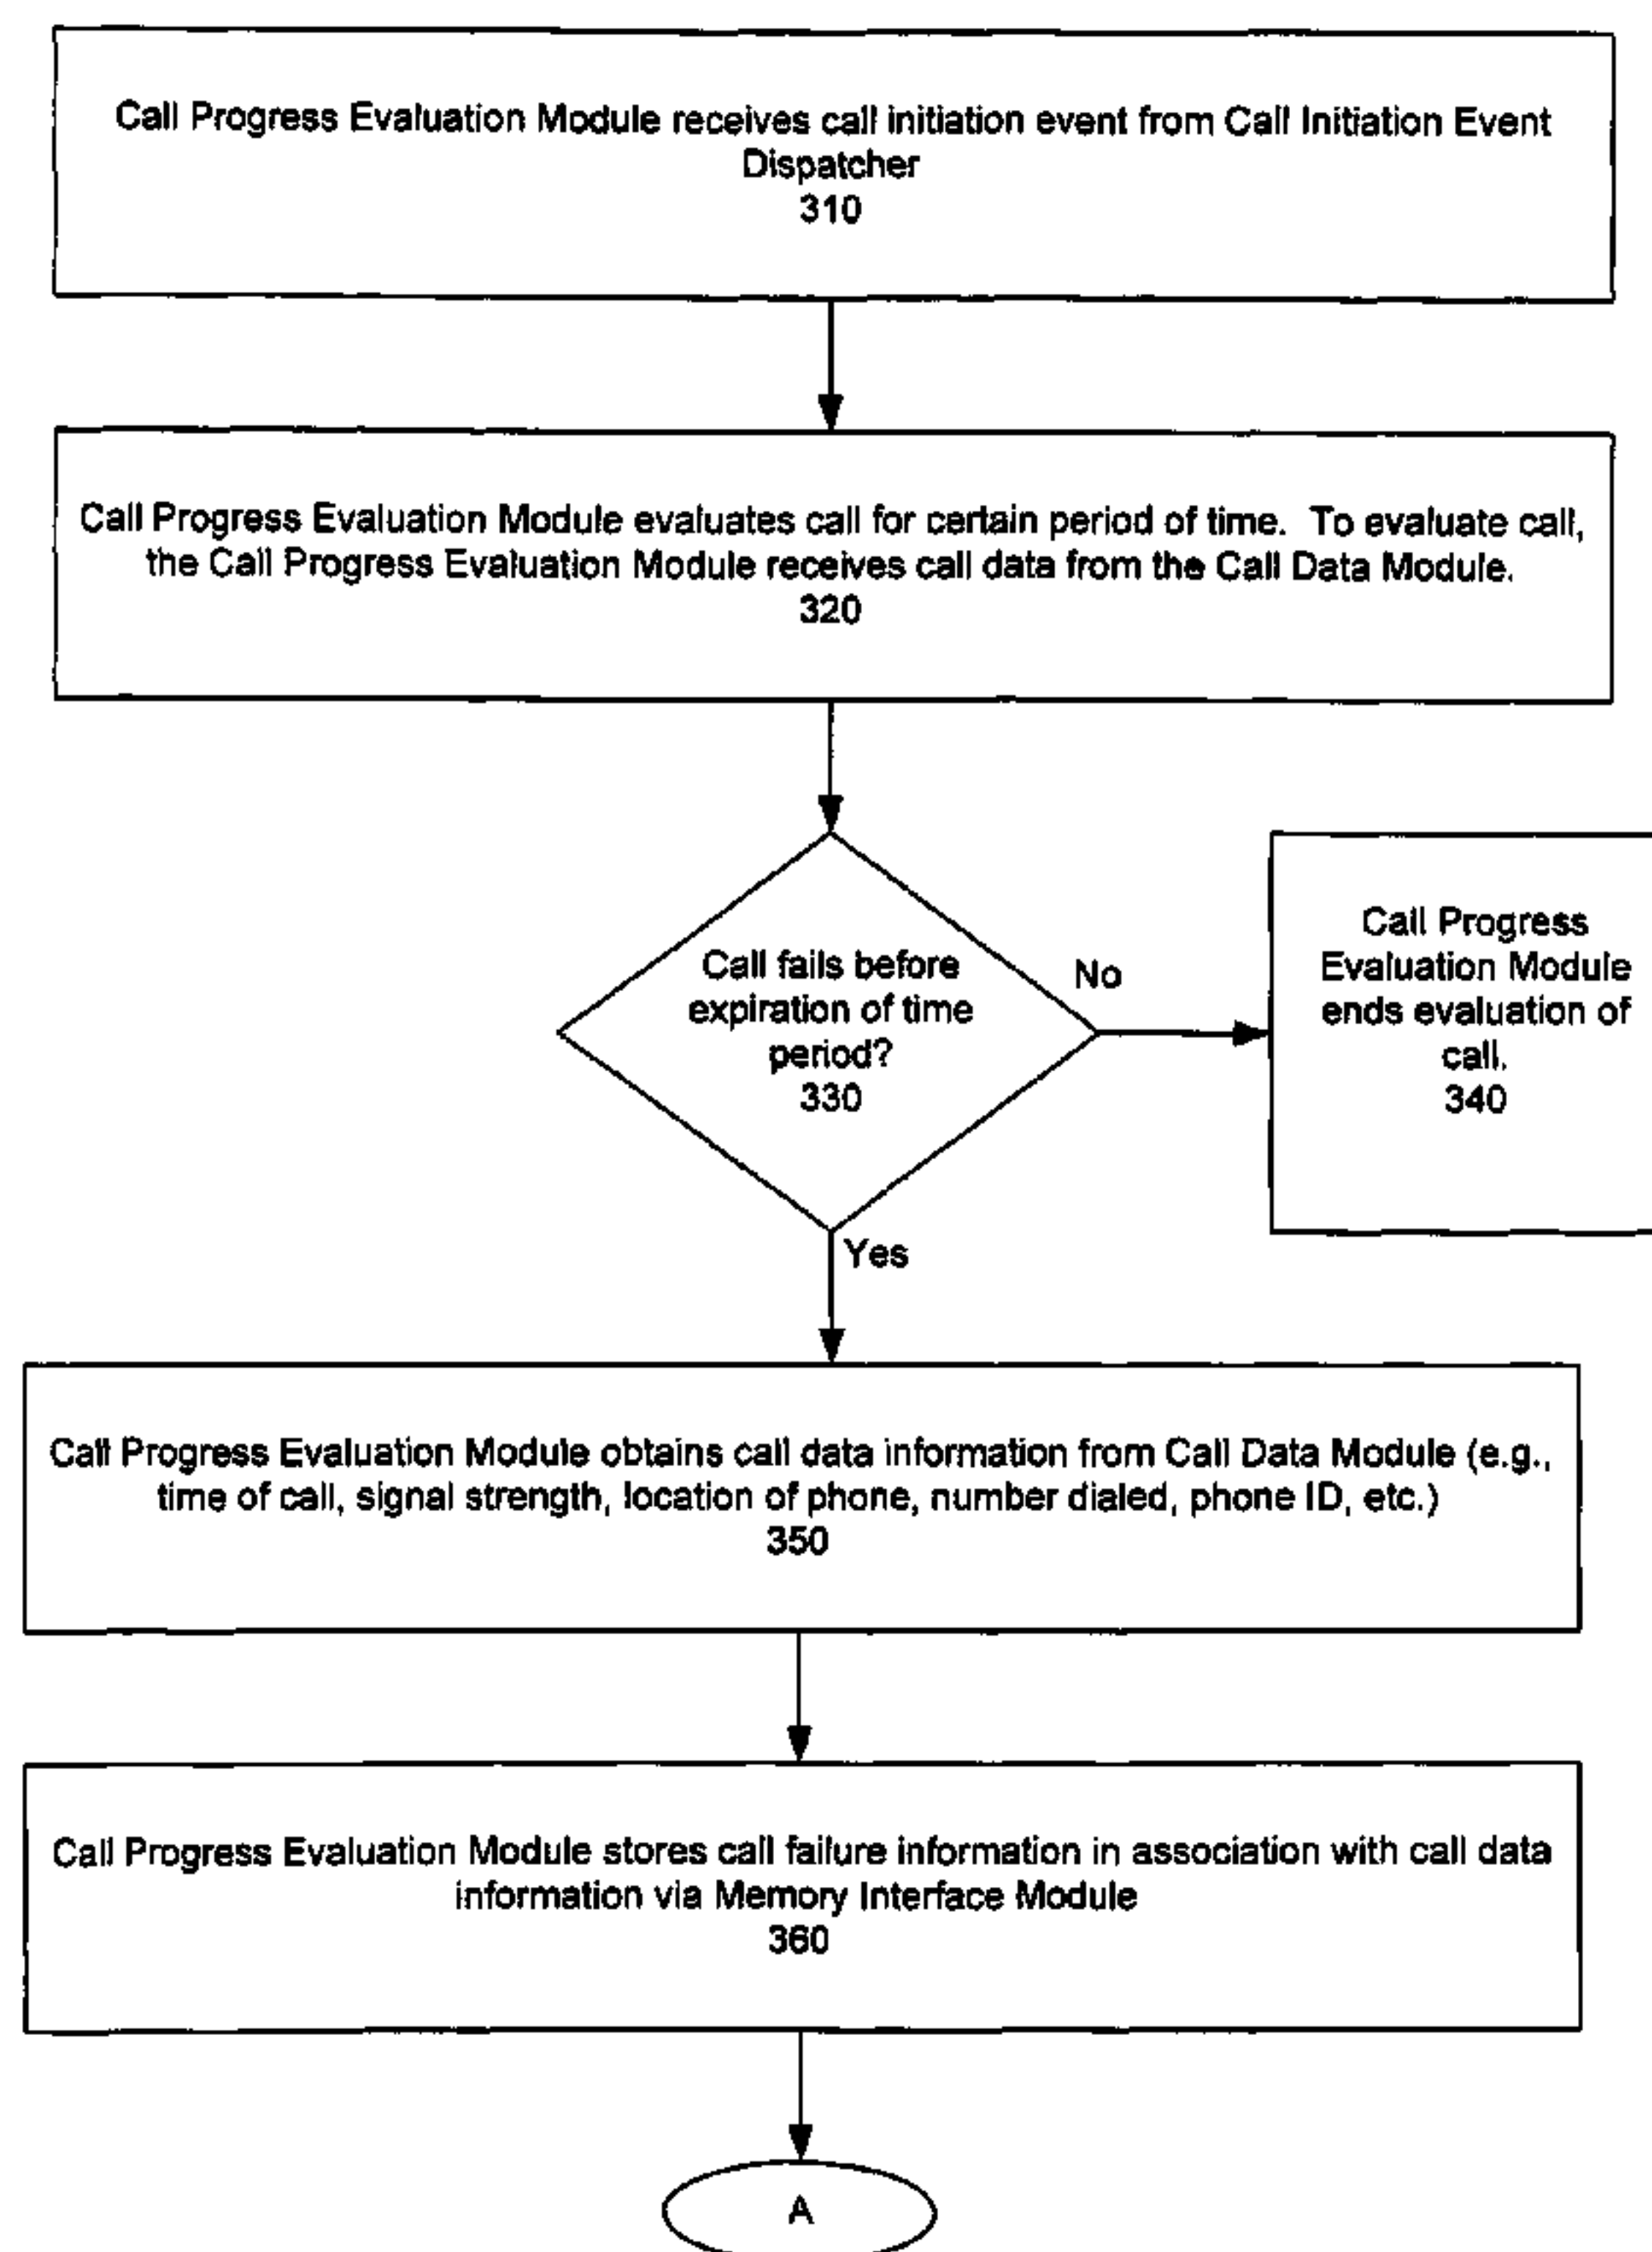 Call Progress Evaluation Module receives call initiation event from Call Initiation Event
Dispatcher
310
Call Progress Evaluation Module evaluates call for certain period of time. To evaluate call,
the Call Progress Evaluation Module receives call data from the Call Data Module.
320
Call fails before
expiration of time
period?
330
No
Call Progress
Evaluation Module
ends evaluation of
call.
340
Yes
Call Progress Evaluation Module obtains call data information from Call Data Module (e.g.,
time of call, signal strength, location of phone, number dialed, phone ID, etc.)
350
Call Progress Evaluation Module stores call failure information in association with call data
information via Memory Interface Module
360
A